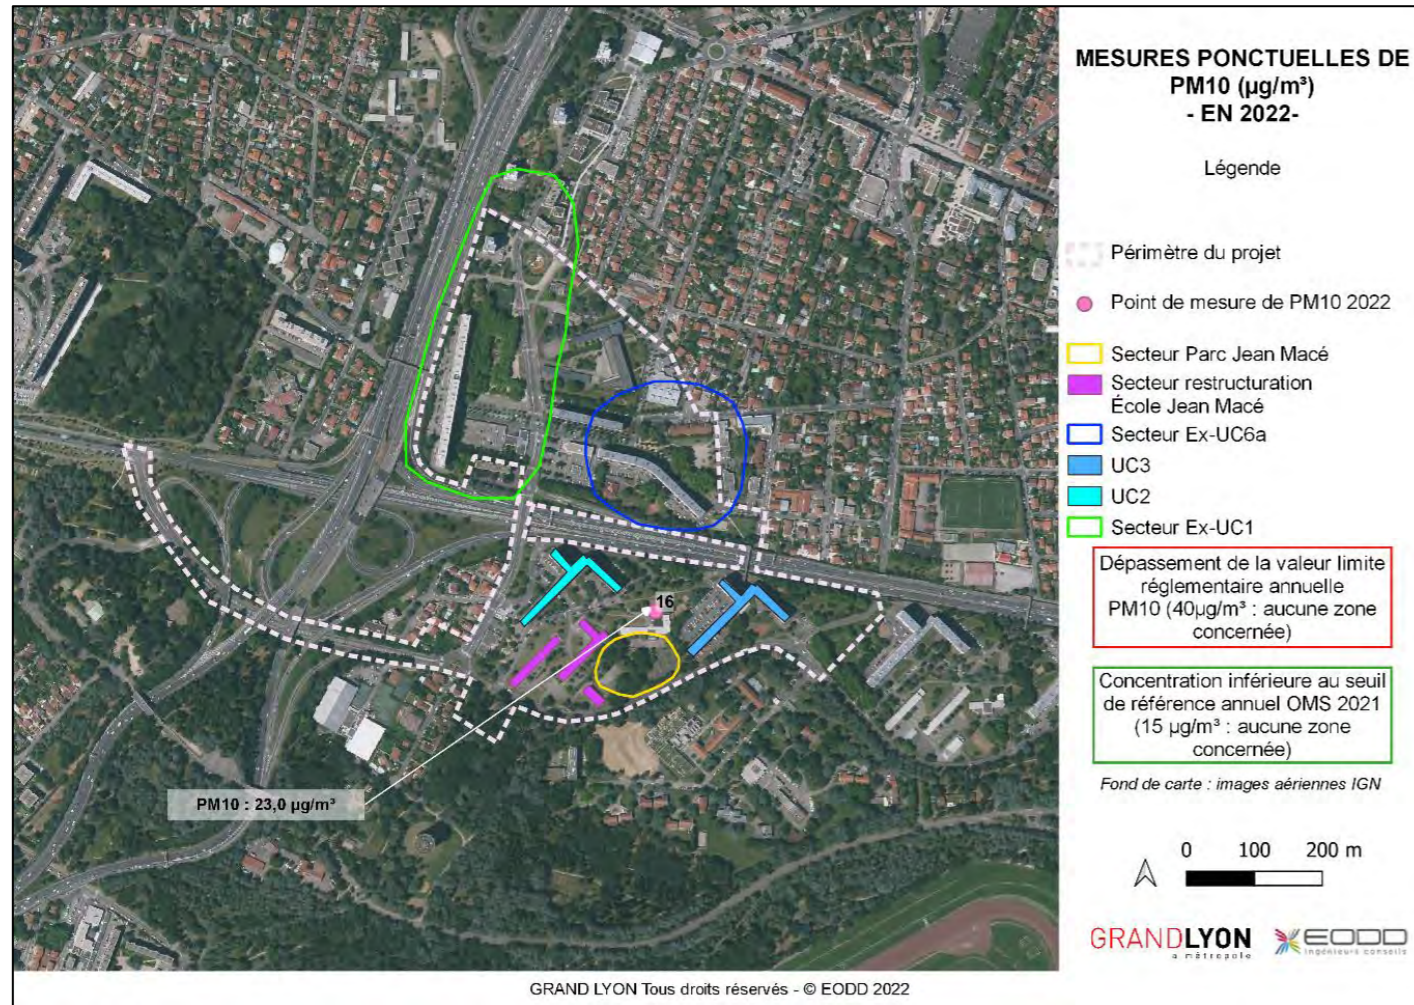 MESURES PONCTUELLES DE
PM10 (µg/m³)
- EN 2022-
Légende
Périmètre du projet
Point de mesure de PM10 2022
Secteur Parc Jean Macé
Secteur restructuration
École Jean Macé
Secteur Ex-UC6a
UC3
UC2
Secteur Ex-UC1
Dépassement de la valeur limite
réglementaire annuelle
PM10 (40µg/m³ : aucune zone
concernée)
Concentration inférieure au seuil
de référence annuel OMS 2021
(15 µg/m³ : aucune zone
concernée)
Fond de carte : images aériennes IGN
0 100 200 m
GRANDLYON
la métropole
EODD
ingénieurs conseils
16
PM10 : 23,0 µg/m³
GRAND LYON Tous droits réservés - © EODD 2022